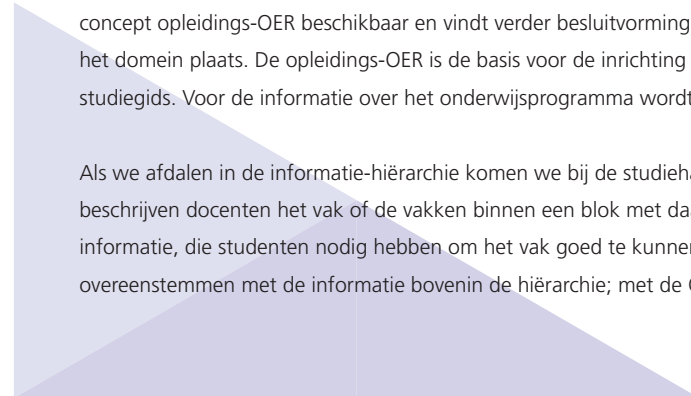 concept opleidings-OER beschikbaar en vindt verder besluitvorming
het domein plaats. De opleidings-OER is de basis voor de inrichting
studiegids. Voor de informatie over het onderwijsprogramma wordt
Als we afdalen in de informatie-hiërarchie komen we bij de
beschrijven docenten het vak of de vakken binnen een blok met
informatie, die studenten nodig hebben om het vak goed te
overeenstemmen met de informatie bovenin de hiërarchie; met de